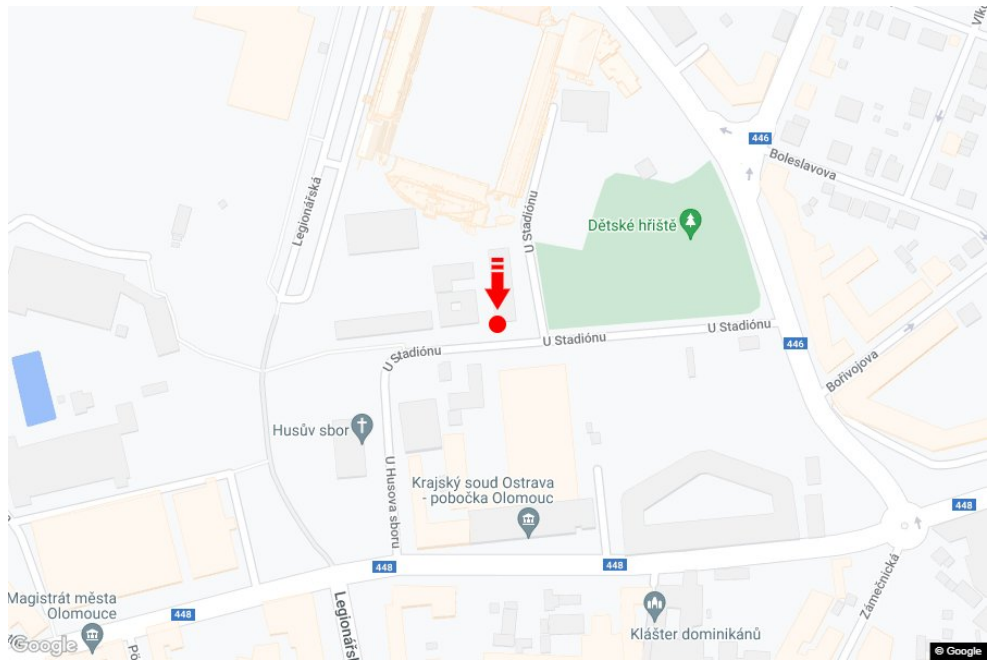 446
Boleslavova
Legionářská
U Stadiónu
Dětské hřiště
U Stadiónu
U Stadiónu
U Stadiónu
446
Bořivojova
Husův sbor
U Husova sboru
Krajský soud Ostrava
- pobočka Olomouc
448
448
448
448
Zámečnická
Magistrát města
Olomouce
Legionářská
Klášter dominikánů
Google
© Google